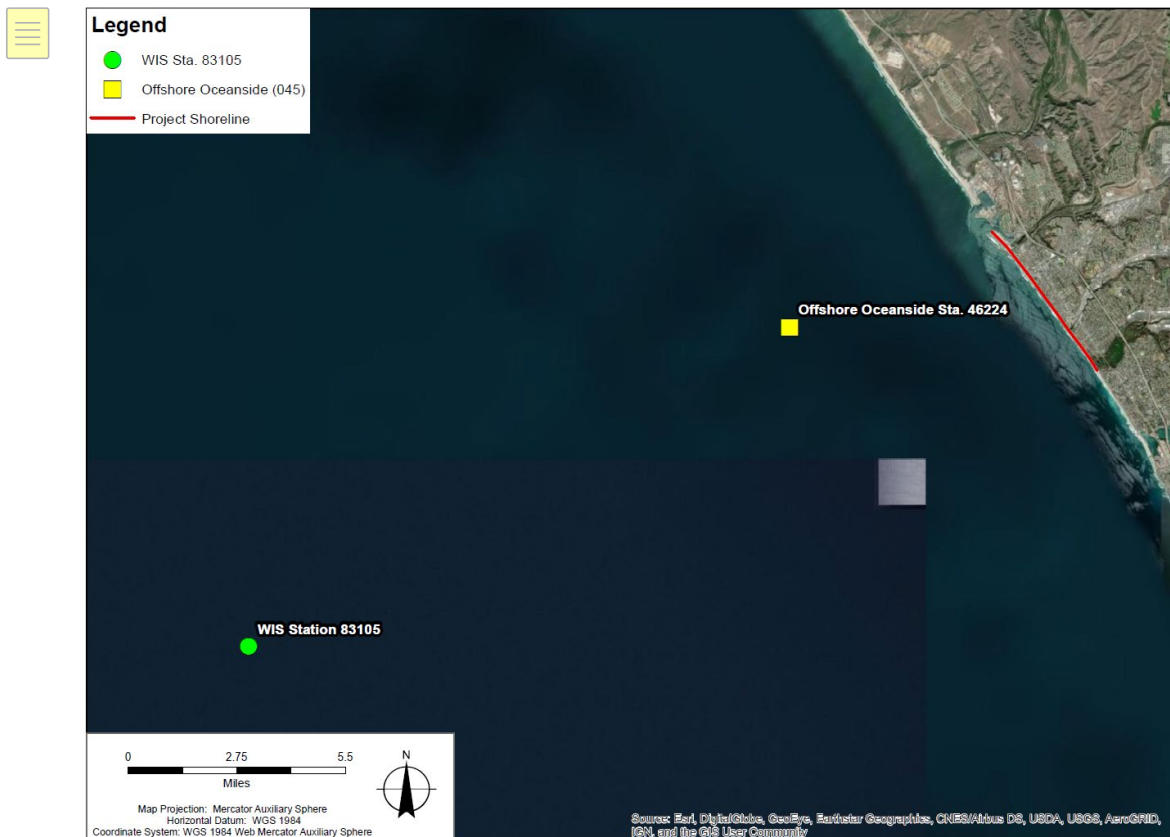 Legend
WIS Sta. 83105
Offshore Oceanside (045)
Project Shoreline
Offshore Oceanside Sta. 46224
WIS Station 83105
0 2.75 5.5
Miles
N
Map Projection: Mercator Auxiliary Sphere
Horizontal Datum: WGS 1984
Coordinate System: WGS 1984 Web Mercator Auxiliary Sphere
Source: Esri, DigitalGlobe, GeoEye, Earthstar Geographics, CNES/Airbus DS, USDA, USGS, AeroGRID,
IGN, and the GIS User Community